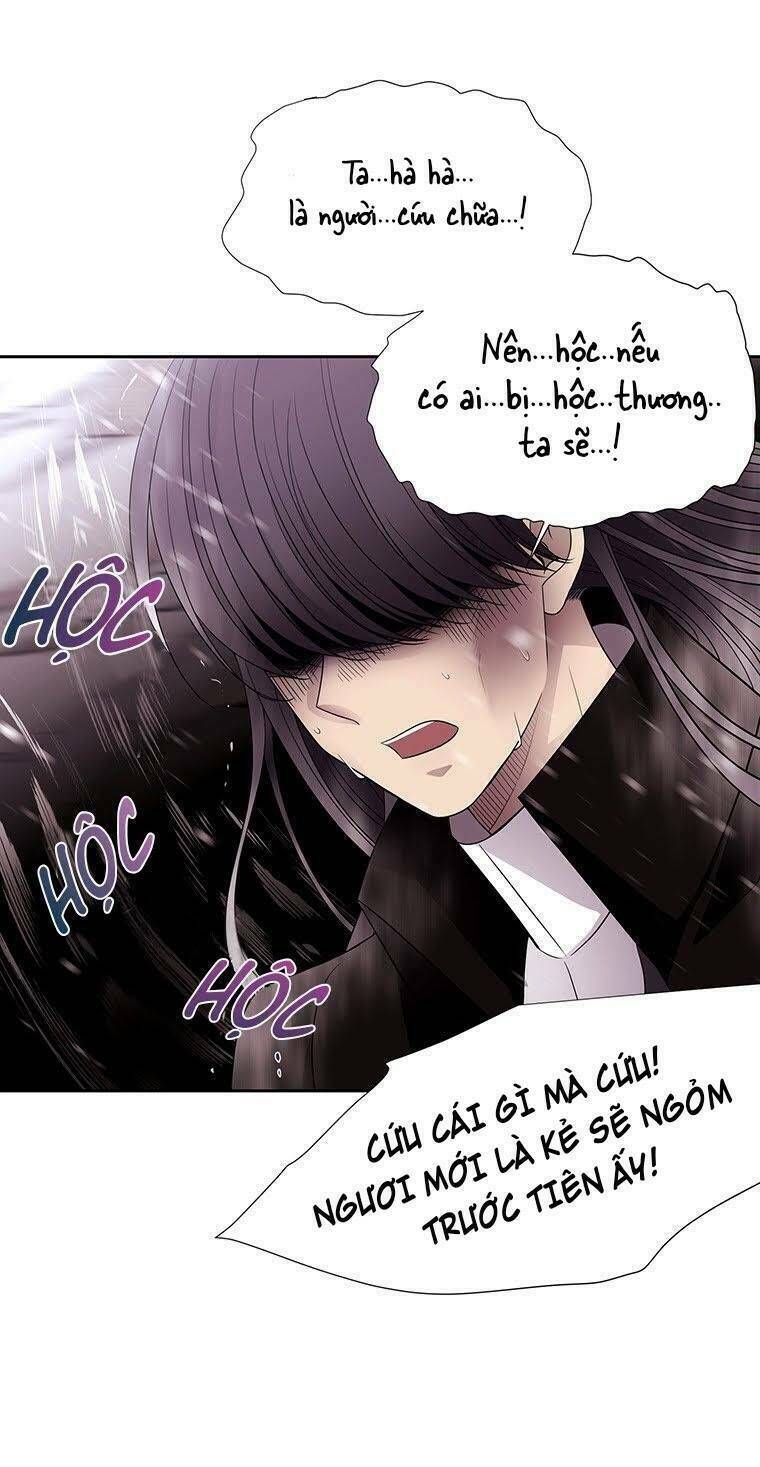 Ta...hà hà...
là người...cứu chữa...!
Nên...hộc..nếu
có ai...bị...hộc..thương..
ta sẽ...!
HỘC
HỘC
HỘC
CỨU CÁI GÌ MÀ CỨU!
NGƯƠI MỚI LÀ KẺ SẼ NGỎM
TRƯỚC TIÊN ẤY!